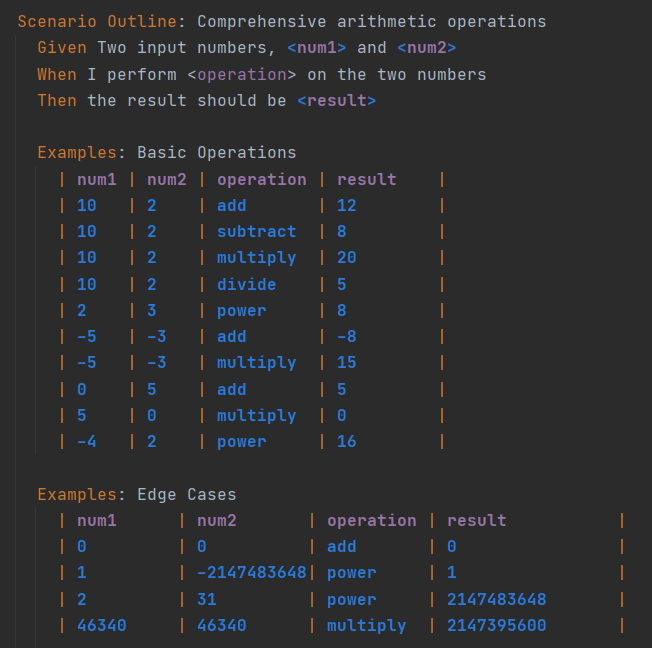 Scenario Outline: Comprehensive arithmetic operations
Given Two input numbers, <num1> and <num2>
When I perform <operation> on the two numbers
Then the result should be <result>
Examples: Basic Operations
| num1 | num2 | operation | result |
| 10 | 2 | add | 12 |
| 10 | 2 | subtract | 8 |
| 10 | 2 | multiply | 20 |
| 10 | 2 | divide | 5 |
| 2 | 3 | power | 8 |
| -5 | -3 | add | -8 |
| -5 | -3 | multiply | 15 |
| 0 | 5 | add | 5 |
| 5 | 0 | multiply | 0 |
| -4 | 2 | power | 16 |
Examples: Edge Cases
| num1 | num2 | operation | result |
| 0 | 0 | add | 0 |
| 1 | -2147483648| power | 1 |
| 2 | 31 | power | 2147483648 |
| 46340 | 46340 | multiply | 2147395600 |